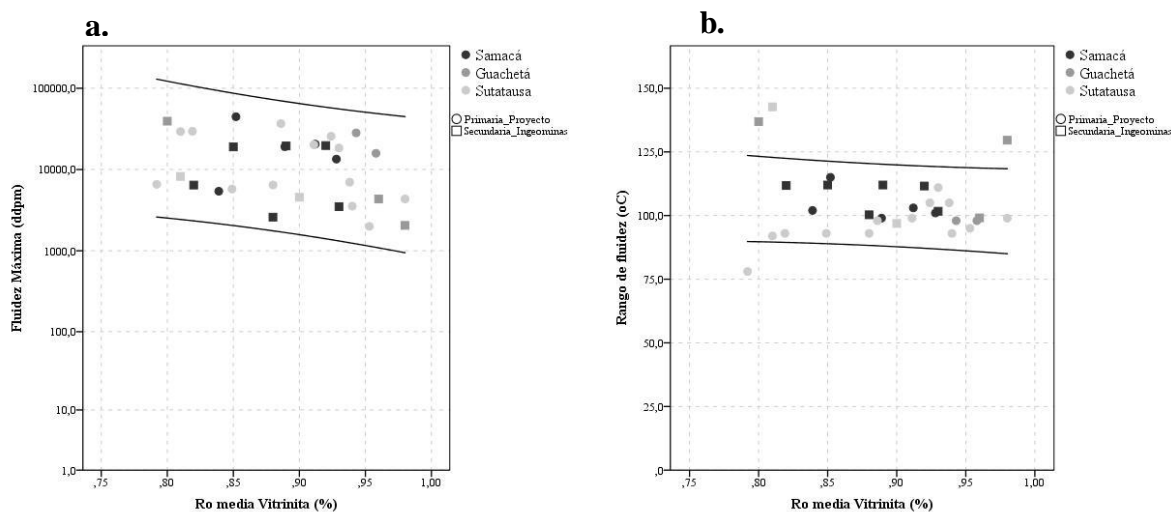 a.
Fluidez Máxima (ddpm)
100000,0
10000,0
1000,0
100,0
10,0
1,0
,75
,80
,85
,90
,95
1,00
Ro media Vitrinita (%)
Samacá
Guachetá
Sutatausa
Primaria_Proyecto
Secundaria_Ingeominas
b.
Rango de fluidez (oC)
150,0
125,0
100,0
75,0
50,0
25,0
,0
,75
,80
,85
,90
,95
1,00
Ro media Vitrinita (%)
Samacá
Guachetá
Sutatausa
Primaria_Proyecto
Secundaria_Ingeominas